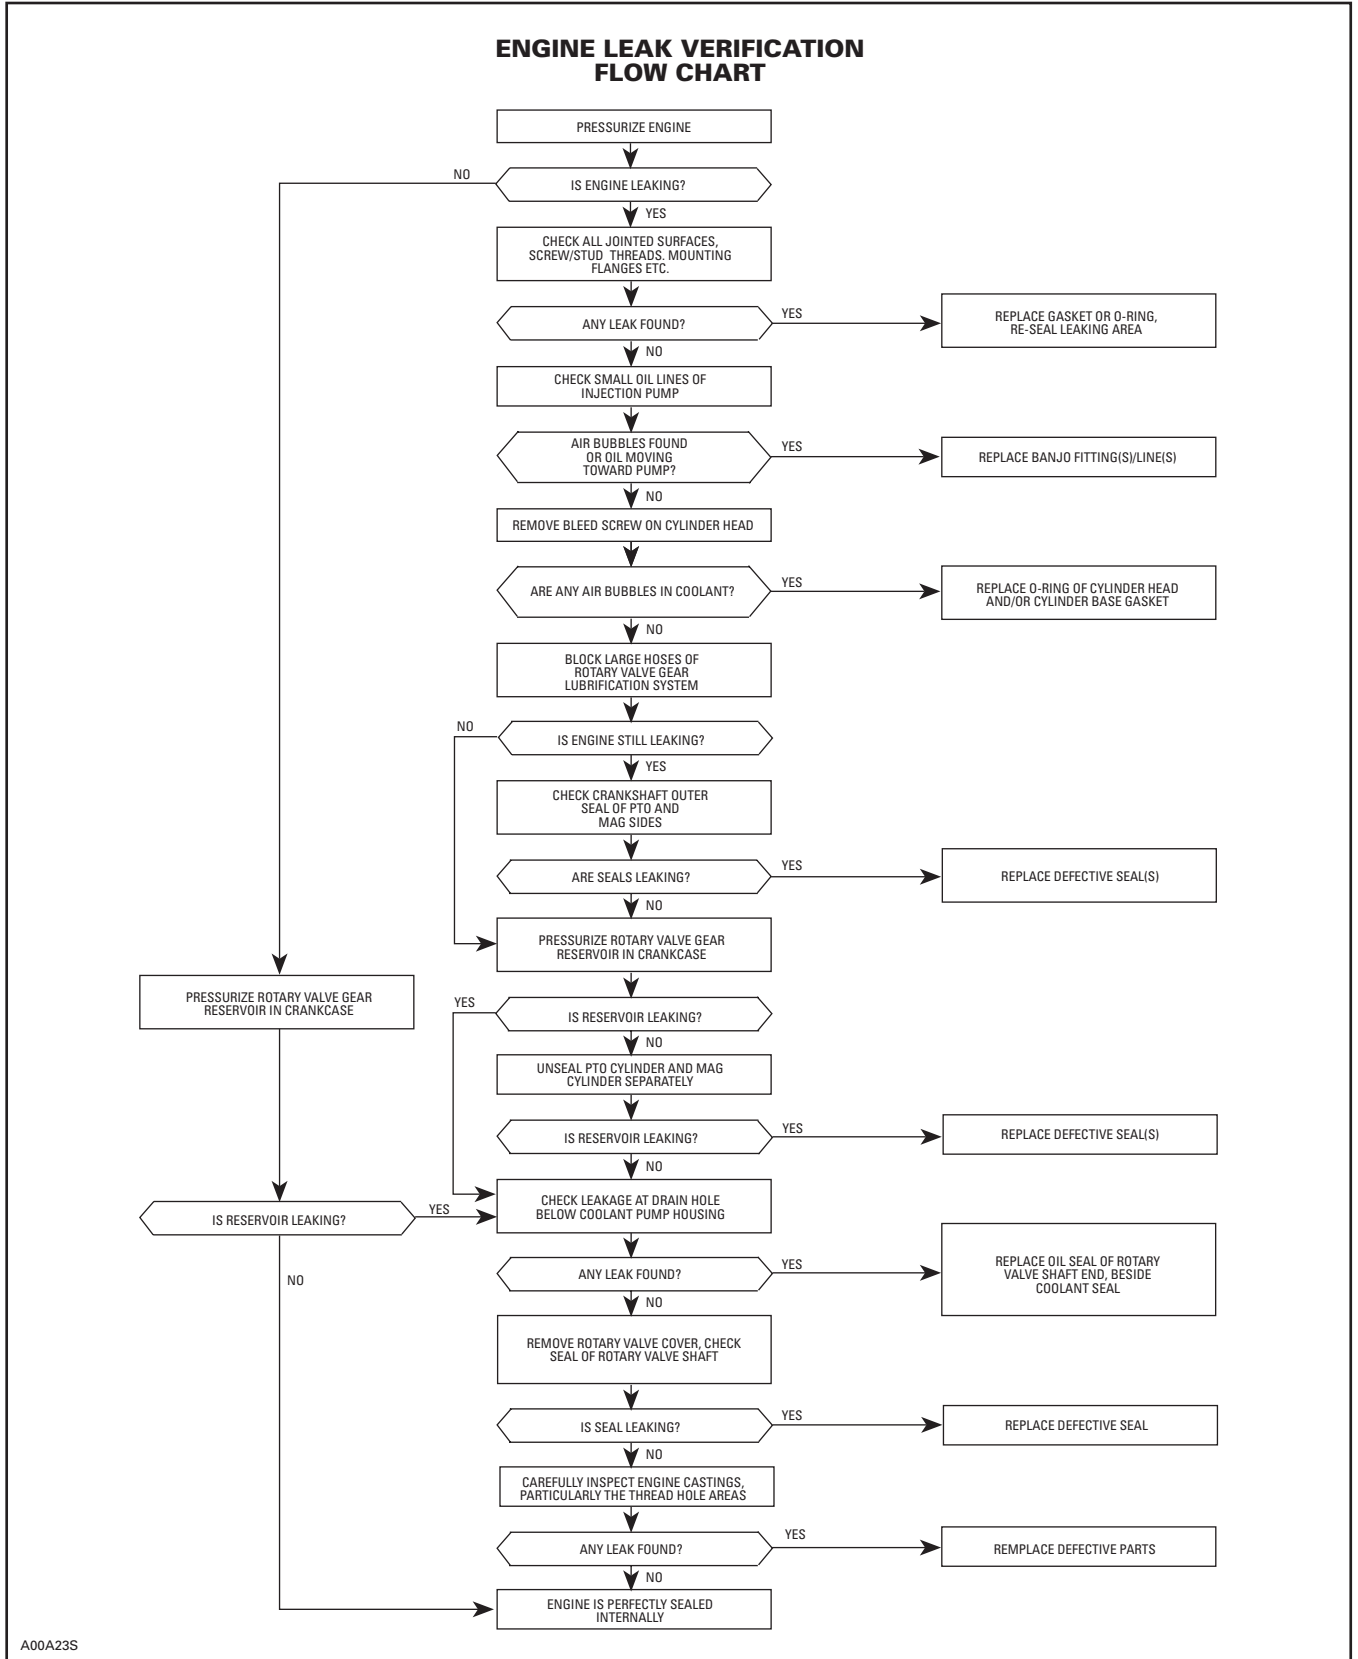 ENGINE LEAK VERIFICATION
FLOW CHART
PRESSURIZE ENGINE
NO
IS ENGINE LEAKING?
YES
CHECK ALL JOINTED SURFACES,
SCREW/STUD THREADS. MOUNTING
FLANGES ETC.
ANY LEAK FOUND?
YES
REPLACE GASKET OR O-RING,
RE-SEAL LEAKING AREA
NO
CHECK SMALL OIL LINES OF
INJECTION PUMP
AIR BUBBLES FOUND
OR OIL MOVING
TOWARD PUMP?
YES
REPLACE BANJO FITTING(S)/LINE(S)
NO
REMOVE BLEED SCREW ON CYLINDER HEAD
ARE ANY AIR BUBBLES IN COOLANT?
YES
REPLACE O-RING OF CYLINDER HEAD
AND/OR CYLINDER BASE GASKET
NO
BLOCK LARGE HOSES OF
ROTARY VALVE GEAR
LUBRIFICATION SYSTEM
NO
IS ENGINE STILL LEAKING?
YES
CHECK CRANKSHAFT OUTER
SEAL OF PTO AND
MAG SIDES
ARE SEALS LEAKING?
YES
REPLACE DEFECTIVE SEAL(S)
NO
PRESSURIZE ROTARY VALVE GEAR
RESERVOIR IN CRANKCASE
PRESSURIZE ROTARY VALVE GEAR
RESERVOIR IN CRANKCASE
YES
IS RESERVOIR LEAKING?
NO
UNSEAL PTO CYLINDER AND MAG
CYLINDER SEPARATELY
IS RESERVOIR LEAKING?
YES
REPLACE DEFECTIVE SEAL(S)
NO
CHECK LEAKAGE AT DRAIN HOLE
BELOW COOLANT PUMP HOUSING
IS RESERVOIR LEAKING?
YES
NO
ANY LEAK FOUND?
YES
REPLACE OIL SEAL OF ROTARY
VALVE SHAFT END, BESIDE
COOLANT SEAL
NO
REMOVE ROTARY VALVE COVER, CHECK
SEAL OF ROTARY VALVE SHAFT
IS SEAL LEAKING?
YES
REPLACE DEFECTIVE SEAL
NO
CAREFULLY INSPECT ENGINE CASTINGS,
PARTICULARLY THE THREAD HOLE AREAS
ANY LEAK FOUND?
YES
REMPLACE DEFECTIVE PARTS
NO
ENGINE IS PERFECTLY SEALED
INTERNALLY
A00A23S